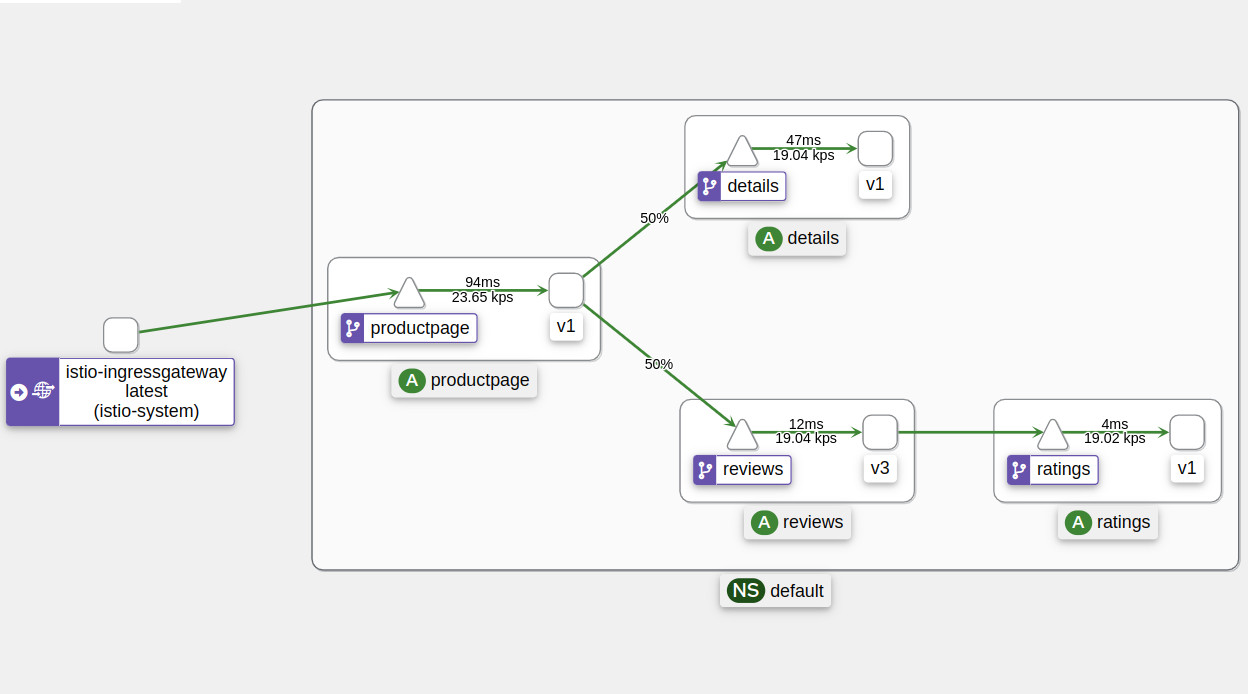 47ms
19.04 kps
details
v1
A details
50%
94ms
23.65 kps
productpage
v1
A productpage
istio-ingressgateway
latest
(istio-system)
50%
12ms
19.04 kps
reviews
v3
A reviews
4ms
19.02 kps
ratings
v1
A ratings
NS default